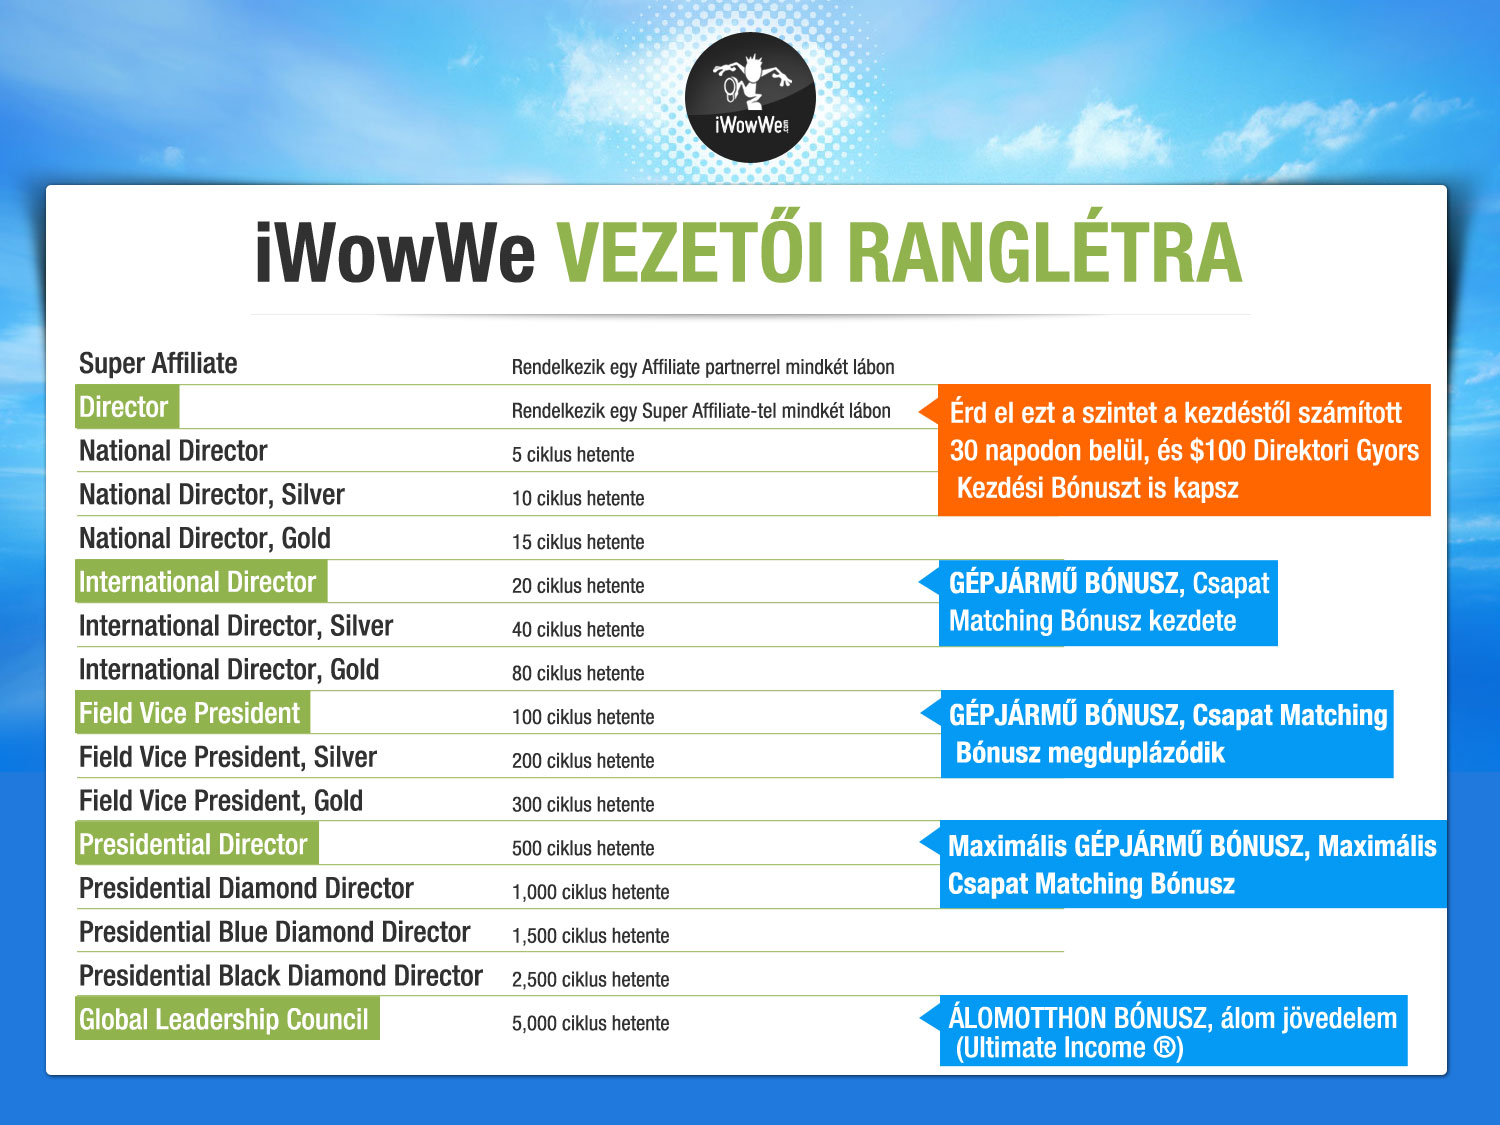 iWowWe.com
iWowWe VEZETŐI RANGLÉTRA
Super Affiliate Rendelkezik egy Affiliate partnerrel mindkét lábon
Director Rendelkezik egy Super Affiliate-tel mindkét lábon
Érd el ezt a szintet a kezdéstől számított
30 napodon belül, és $100 Direktori Gyors
Kezdési Bónuszt is kapsz
National Director 5 ciklus hetente
National Director, Silver 10 ciklus hetente
National Director, Gold 15 ciklus hetente
International Director 20 ciklus hetente
GÉPJÁRMŰ BÓNUSZ, Csapat
Matching Bónusz kezdete
International Director, Silver 40 ciklus hetente
International Director, Gold 80 ciklus hetente
Field Vice President 100 ciklus hetente
GÉPJÁRMŰ BÓNUSZ, Csapat Matching
Bónusz megduplázódik
Field Vice President, Silver 200 ciklus hetente
Field Vice President, Gold 300 ciklus hetente
Presidential Director 500 ciklus hetente
Maximális GÉPJÁRMŰ BÓNUSZ, Maximális
Csapat Matching Bónusz
Presidential Diamond Director 1,000 ciklus hetente
Presidential Blue Diamond Director 1,500 ciklus hetente
Presidential Black Diamond Director 2,500 ciklus hetente
Global Leadership Council 5,000 ciklus hetente
ÁLOMOTTHON BÓNUSZ, álom jövedelem
(Ultimate Income ®)